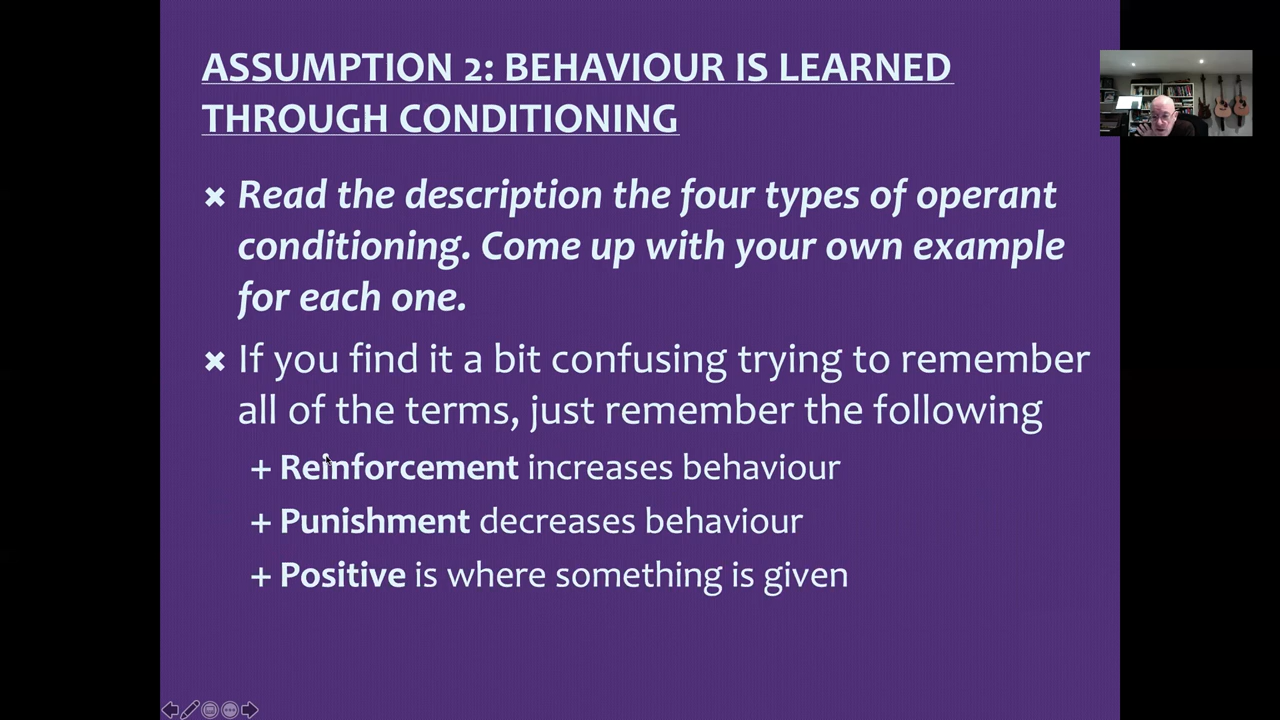 ASSUMPTION 2: BEHAVIOUR IS LEARNED
THROUGH CONDITIONING
Read the description the four types of operant
conditioning. Come up with your own example
for each one.
If you find it a bit confusing trying to remember
all of the terms, just remember the following
+ Reinforcement increases behaviour
+ Punishment decreases behaviour
+ Positive is where something is given